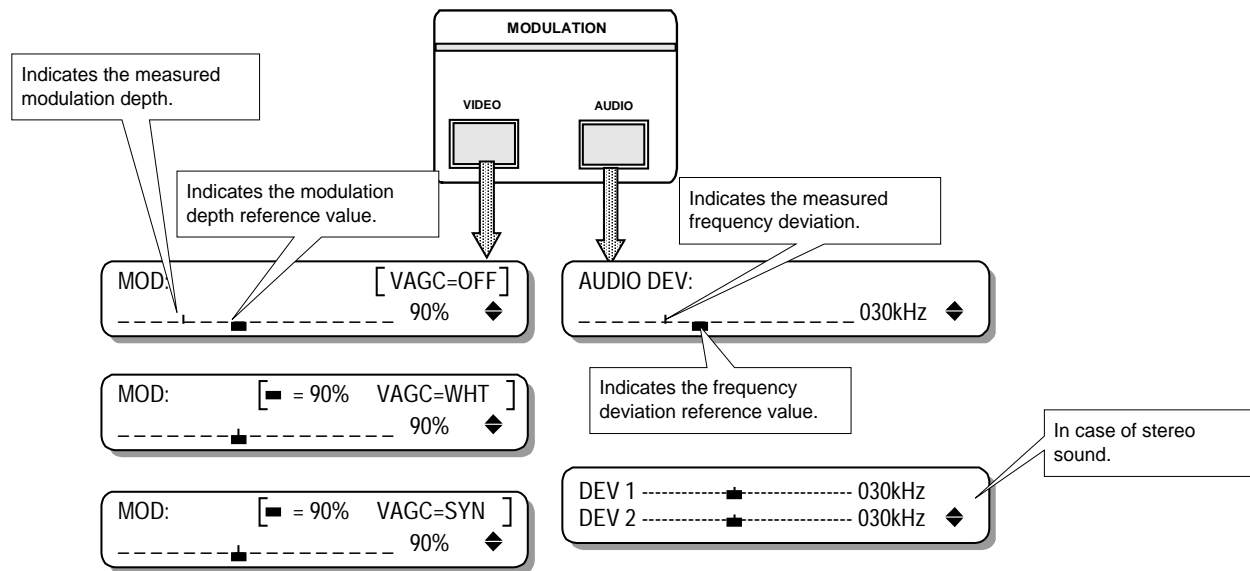 MODULATION
VIDEO
AUDIO
Indicates the measured
modulation depth.
Indicates the modulation
depth reference value.
Indicates the measured
frequency deviation.
MOD: [VAGC=OFF]
90%
AUDIO DEV:
030kHz
Indicates the frequency
deviation reference value.
MOD: [ = 90% VAGC=WHT ]
90%
In case of stereo
sound.
DEV 1 030kHz
DEV 2 030kHz
MOD: [ = 90% VAGC=SYN ]
90%